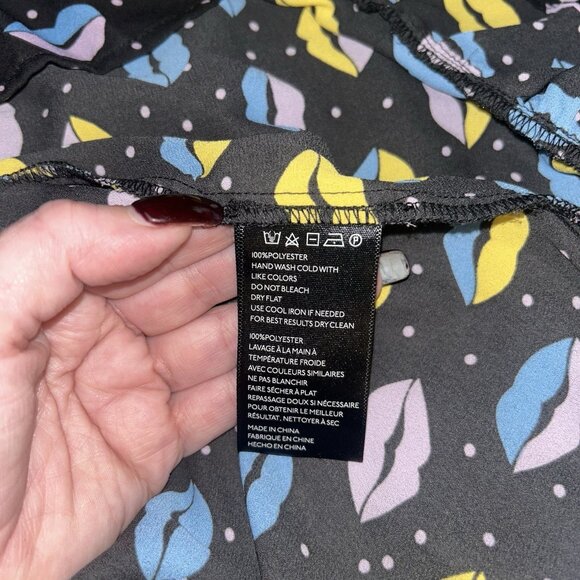 100%POLYESTER
HAND WASH COLD WITH
LIKE COLORS
DO NOT BLEACH
DRY FLAT
USE COOL IRON IF NEEDED
FOR BEST RESULTS DRY CLEAN
100%POLYESTER
LAVAGE À LA MAIN À
TEMPÉRATURE FROIDE
AVEC COULEURS SIMILAIRES
NE PAS BLANCHIR
FAIRE SÉCHER À PLAT
REPASSAGE DOUX SI NÉCESSAIRE
POUR OBTENIR LE MEILLEUR
RÉSULTAT. NETTOYER À SEC
MADE IN CHINA
FABRIQUE EN CHINE
HECHO EN CHINA